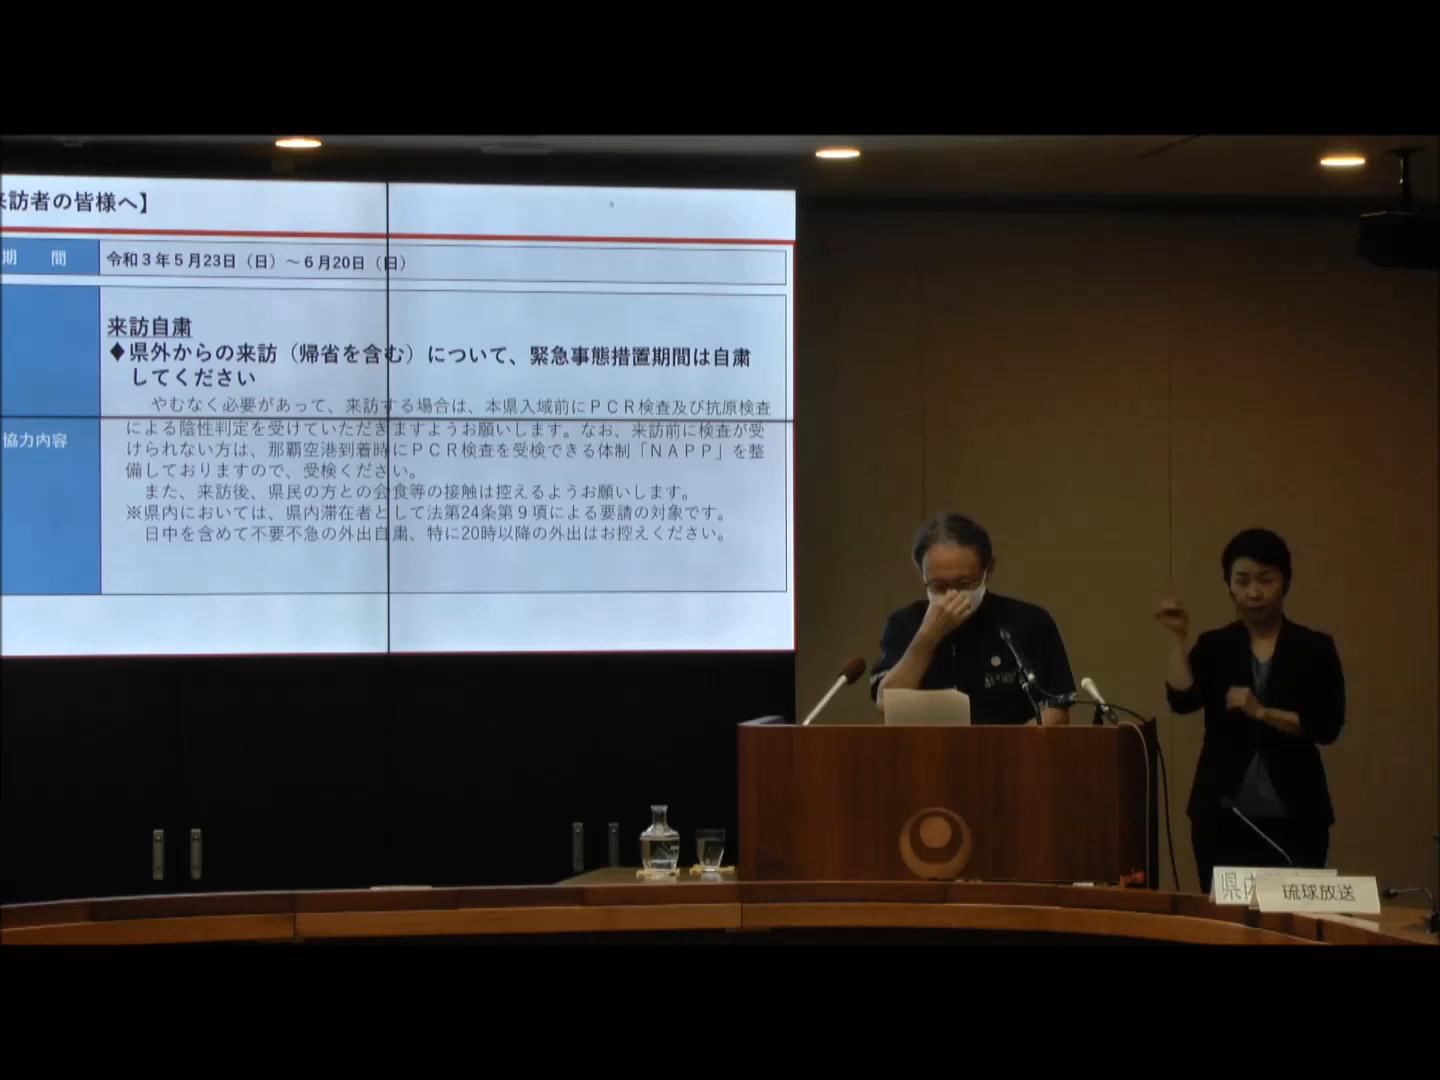 来訪者の皆様へ】
期 間
令和３年５月23日（日）～６月20日（日）
来訪自粛
♦県外からの来訪（帰省を含む）について、緊急事態措置期間は自粛
してください
やむなく必要があって、来訪する場合は、本県入域前にＰＣＲ検査及び抗原検査
による陰性判定を受けていただきますようお願いします。なお、来訪前に検査が受
けられない方は、那覇空港到着時にＰＣＲ検査を受検できる体制「ＮＡＰＰ」を整
備しておりますので、受検ください。
また、来訪後、県民の方との会食等の接触は控えるようお願いします。
※県内においては、県内滞在者として法第24条第９項による要請の対象です。
日中を含めて不要不急の外出自粛、特に20時以降の外出はお控えください。
協力内容
県内
琉球放送